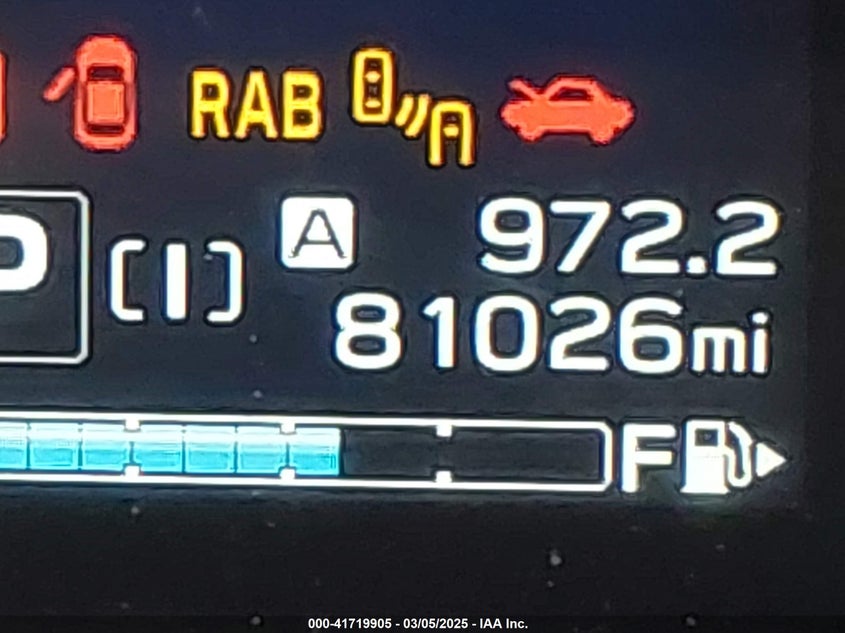 RAB
A 972.2
P
81026mi
F
000-41719905 - 03/05/2025 - IAA Inc.